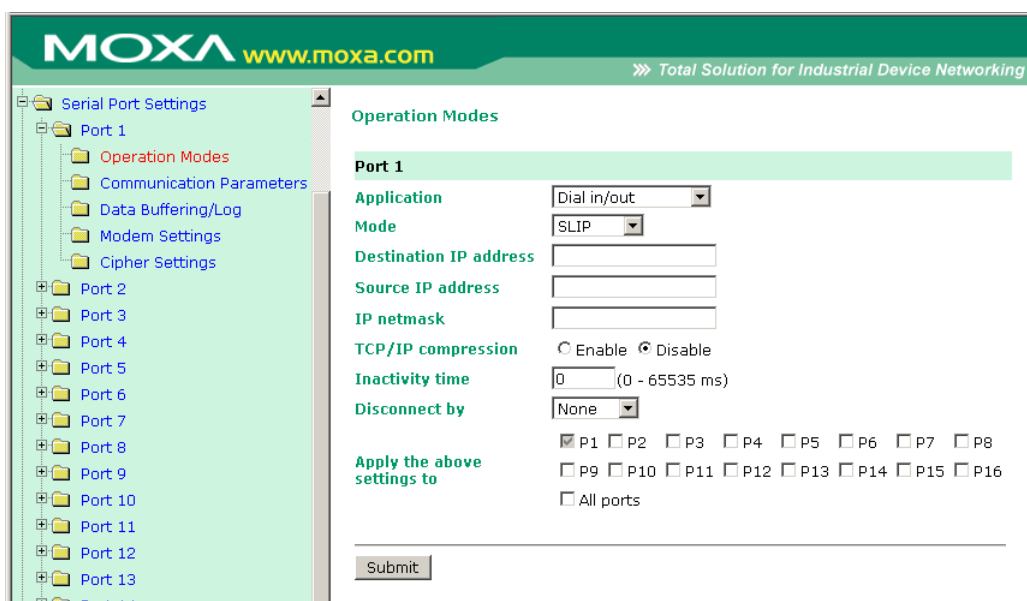 MOXA www.moxa.com
Total Solution for Industrial Device Networking
Serial Port Settings
Port 1
Operation Modes
Communication Parameters
Data Buffering/Log
Modem Settings
Cipher Settings
Port 2
Port 3
Port 4
Port 5
Port 6
Port 7
Port 8
Port 9
Port 10
Port 11
Port 12
Port 13
Operation Modes
Port 1
Application Dial in/out
Mode SLIP
Destination IP address
Source IP address
IP netmask
TCP/IP compression Enable Disable
Inactivity time 0 (0 - 65535 ms)
Disconnect by None
Apply the above
settings to
P1 P2 P3 P4 P5 P6 P7 P8
P9 P10 P11 P12 P13 P14 P15 P16
All ports
Submit